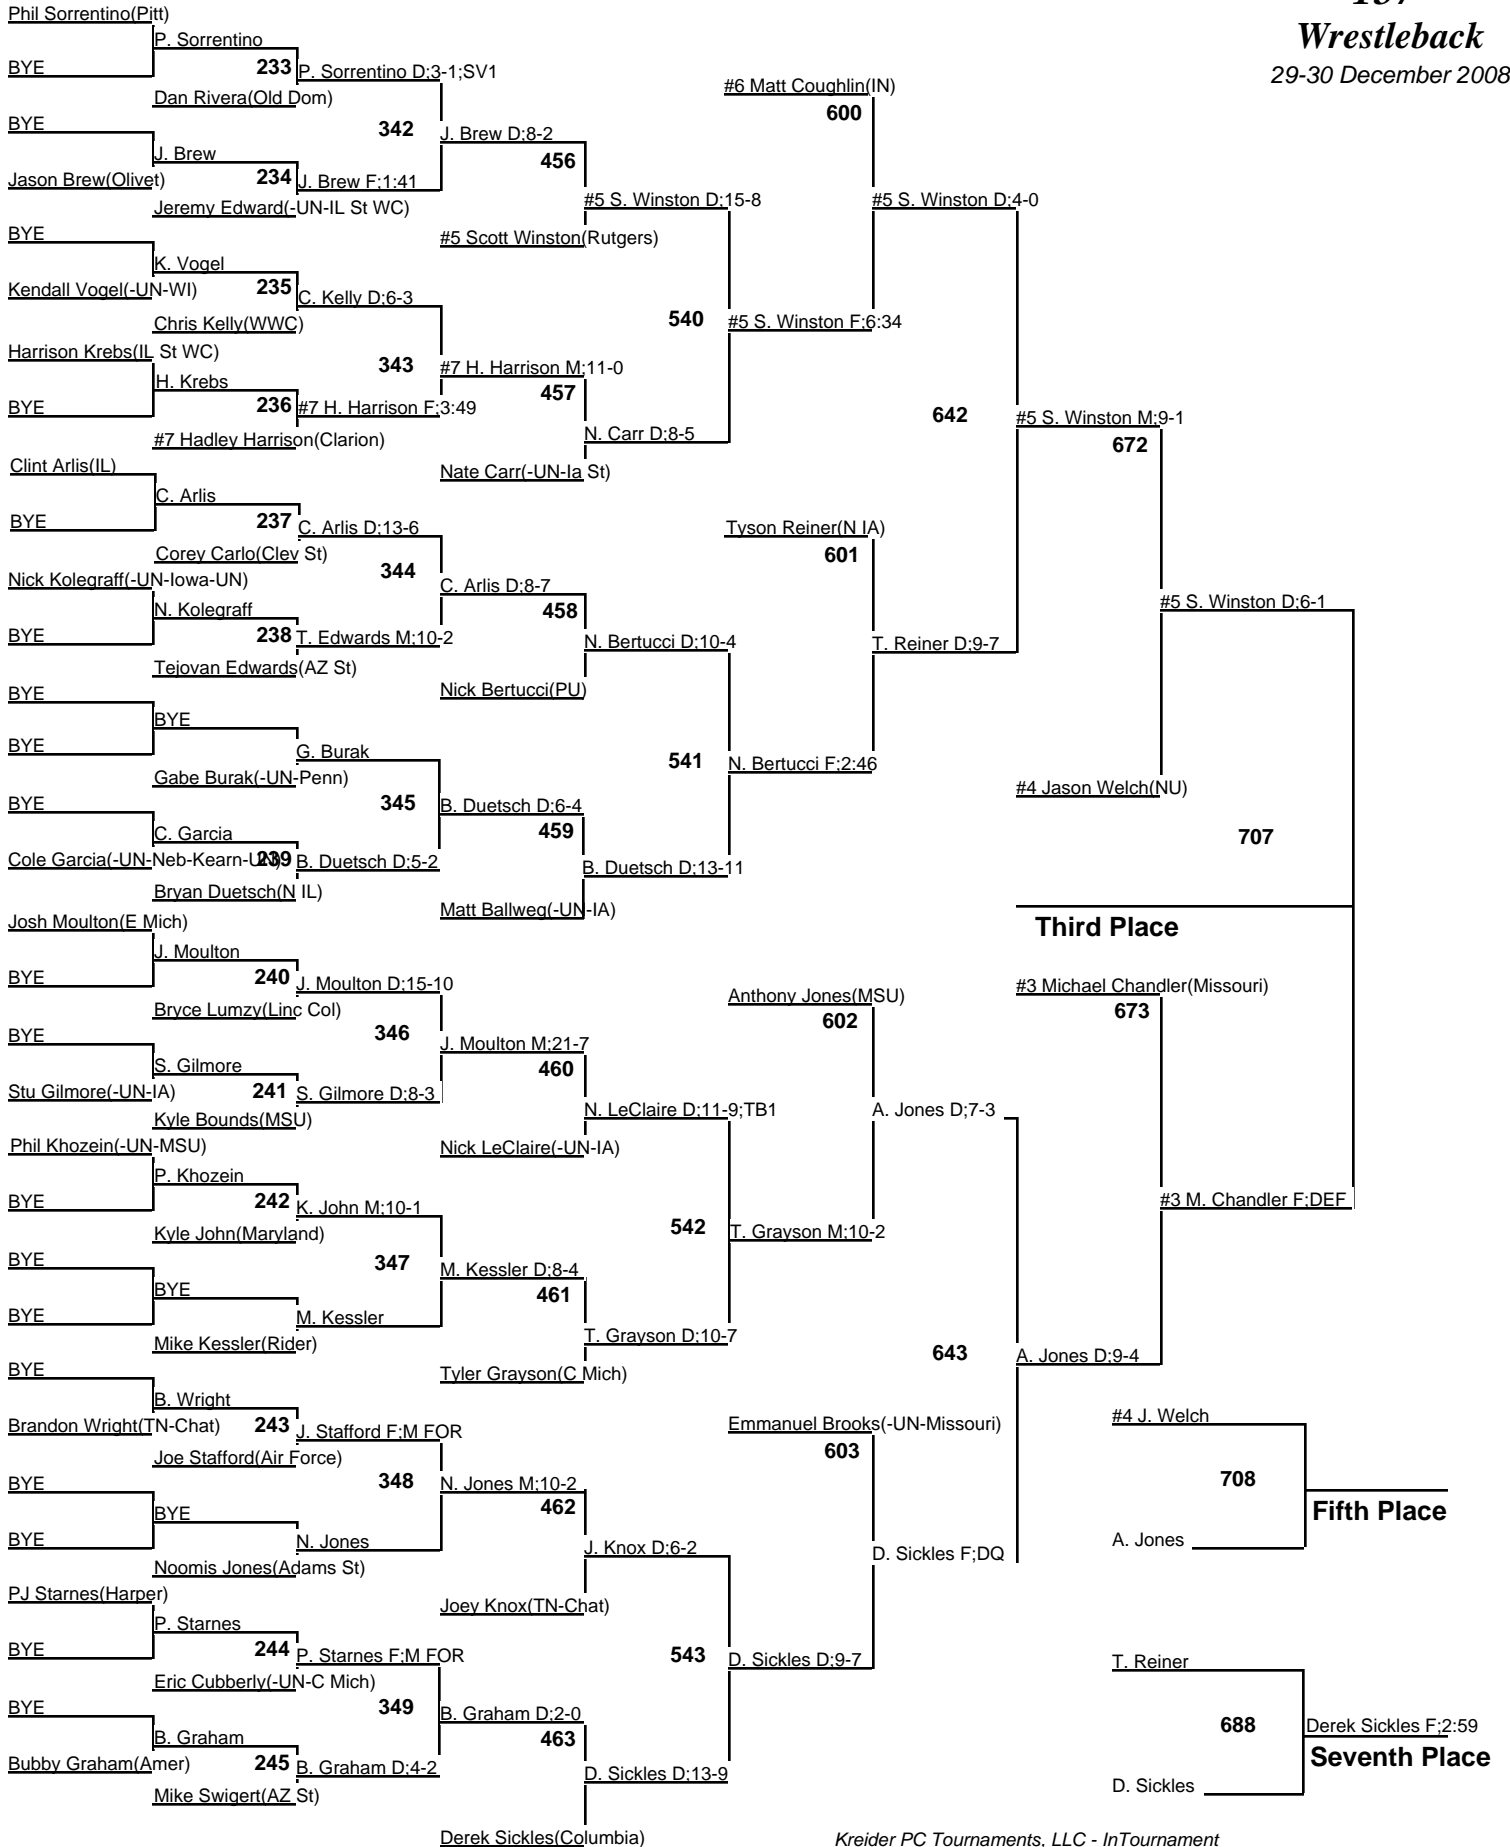 157
Wrestleback
29-30 December 2008
Phil Sorrentino(Pitt)
P. Sorrentino
BYE
233
P. Sorrentino D;3-1;SV1
Dan Rivera(Old Dom)
BYE
342
J. Brew D;8-2
J. Brew
456
Jason Brew(Olivet)
234
J. Brew F;1:41
Jeremy Edward(-UN-IL St WC)
#5 S. Winston D;15-8
BYE
#5 Scott Winston(Rutgers)
K. Vogel
Kendall Vogel(-UN-WI)
235
C. Kelly D;6-3
Chris Kelly(WWC)
540
#5 S. Winston F;6:34
Harrison Krebs(IL St WC)
343
#7 H. Harrison M;11-0
H. Krebs
457
BYE
236
#7 H. Harrison F;3:49
#7 Hadley Harrison(Clarion)
N. Carr D;8-5
Nate Carr(-UN-Ia St)
#6 Matt Coughlin(IN)
600
#5 S. Winston D;4-0
642
#5 S. Winston M;9-1
672
Clint Arlis(IL)
C. Arlis
BYE
237
C. Arlis D;13-6
Corey Carlo(Clev St)
344
C. Arlis D;8-7
Nick Kolegraff(-UN-Iowa-UN)
458
N. Kolegraff
BYE
238
T. Edwards M;10-2
N. Bertucci D;10-4
Tejovan Edwards(AZ St)
Nick Bertucci(PU)
Tyson Reiner(N IA)
601
T. Reiner D;9-7
#5 S. Winston D;6-1
BYE
BYE
BYE
G. Burak
541
N. Bertucci F;2:46
Gabe Burak(-UN-Penn)
#4 Jason Welch(NU)
BYE
345
B. Duetsch D;6-4
C. Garcia
459
707
Cole Garcia(-UN-Neb-Kearn-UN)
239
B. Duetsch D;5-2
B. Duetsch D;13-11
Bryan Duetsch(N IL)
Matt Ballweg(-UN-IA)
Third Place
Josh Moulton(E Mich)
J. Moulton
BYE
240
J. Moulton D;15-10
Bryce Lumzy(Linc Col)
346
J. Moulton M;21-7
BYE
460
S. Gilmore
Stu Gilmore(-UN-IA)
241
S. Gilmore D;8-3
Kyle Bounds(MSU)
N. LeClaire D;11-9;TB1
Nick LeClaire(-UN-IA)
Anthony Jones(MSU)
602
A. Jones D;7-3
#3 Michael Chandler(Missouri)
673
Phil Khozein(-UN-MSU)
P. Khozein
BYE
242
K. John M;10-1
Kyle John(Maryland)
542
T. Grayson M;10-2
#3 M. Chandler F;DEF
BYE
347
M. Kessler D;8-4
BYE
461
BYE
M. Kessler
Mike Kessler(Rider)
T. Grayson D;10-7
Tyler Grayson(C Mich)
643
A. Jones D;9-4
BYE
B. Wright
Brandon Wright(TN-Chat)
243
J. Stafford F;M FOR
Joe Stafford(Air Force)
Emmanuel Brooks(-UN-Missouri)
603
#4 J. Welch
BYE
348
N. Jones M;10-2
BYE
462
708
Fifth Place
BYE
N. Jones
Noomis Jones(Adams St)
J. Knox D;6-2
D. Sickles F;DQ
A. Jones
Joey Knox(TN-Chat)
PJ Starnes(Harper)
P. Starnes
BYE
244
P. Starnes F;M FOR
543
D. Sickles D;9-7
T. Reiner
Eric Cubberly(-UN-C Mich)
BYE
349
B. Graham D;2-0
B. Graham
463
688
Derek Sickles F;2:59
Seventh Place
Bubby Graham(Amer)
245
B. Graham D;4-2
D. Sickles D;13-9
D. Sickles
Mike Swigert(AZ St)
Derek Sickles(Columbia)
Kreider PC Tournaments, LLC - InTournament